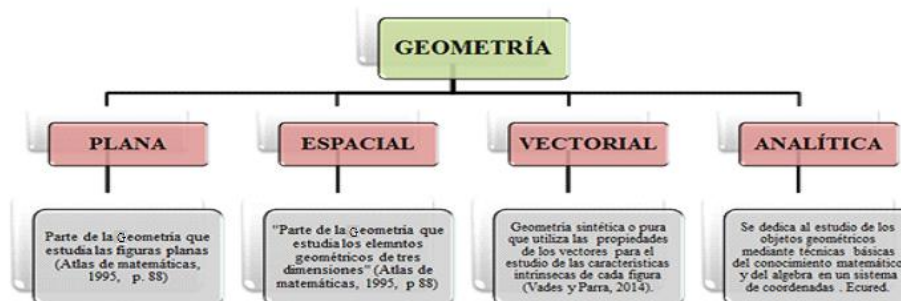 GEOMETRÍA
PLANA
ESPACIAL
VECTORIAL
ANALÍTICA
Parte de la Geometría que
estudia las figuras planas
(Atlas de matemáticas,
1995, p. 88)
"Parte de la Geometría que
estudia los elemntos
geométricos de tres
dimensiones" (Atlas de
matemáticas, 1995, p 88)
Geometría sintética o pura
que utiliza las propiedades
de los vectores para el
estudio de las características
intrínsecas de cada figura
(Vades y Parra, 2014).
Se dedica al estudio de los
objetos geométricos
mediante técnicas básicas
del conocimiento matemático
y del algebra en un sistema
de coordenadas . Ecured.